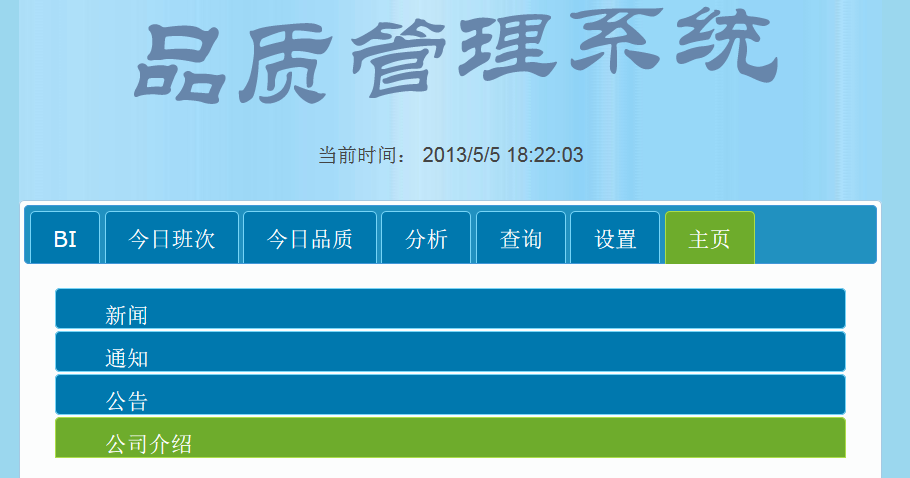 品质管理系统
当前时间： 2013/5/5 18:22:03
BI 今日班次 今日品质 分析 查询 设置 主页
新闻
通知
公告
公司介绍